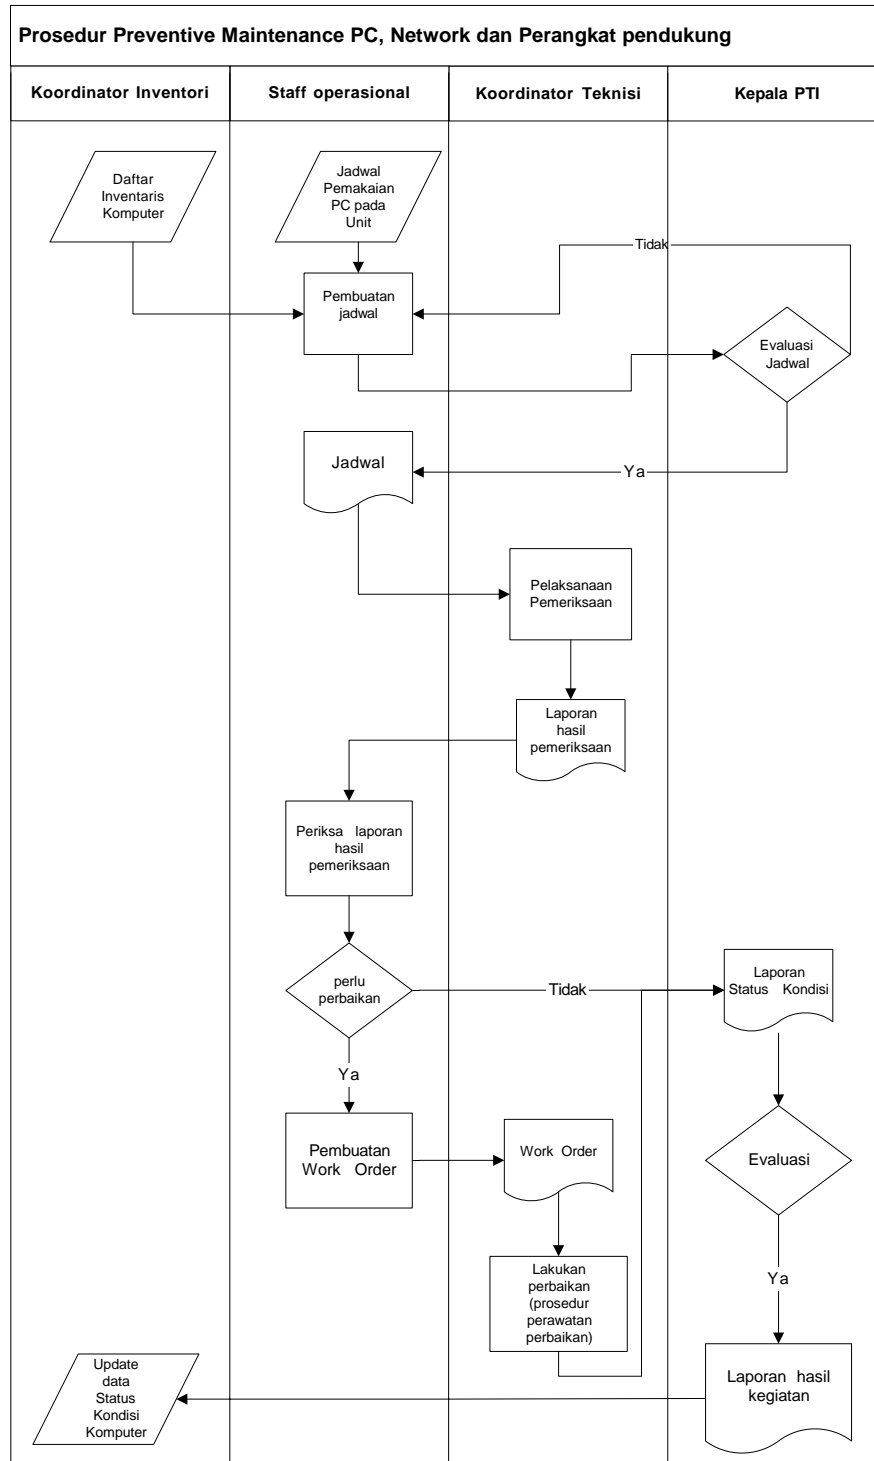 Prosedur Preventive Maintenance PC, Network dan Perangkat pendukung
Koordinator Inventori
Staff operasional
Koordinator Teknisi
Kepala PTI
Daftar
Inventaris
Komputer
Jadwal
Pemakaian
PC pada
Unit
Tidak
Pembuatan
jadwal
Evaluasi
Jadwal
Jadwal
Ya
Pelaksanaan
Pemeriksaan
Laporan
hasil
pemeriksaan
Periksa laporan
hasil
pemeriksaan
perlu
perbaikan
Tidak
Laporan
Status Kondisi
Ya
Pembuatan
Work Order
Work Order
Evaluasi
Lakukan
perbaikan
(prosedur
perawatan
perbaikan)
Ya
Update
data
Status
Kondisi
Komputer
Laporan hasil
kegiatan